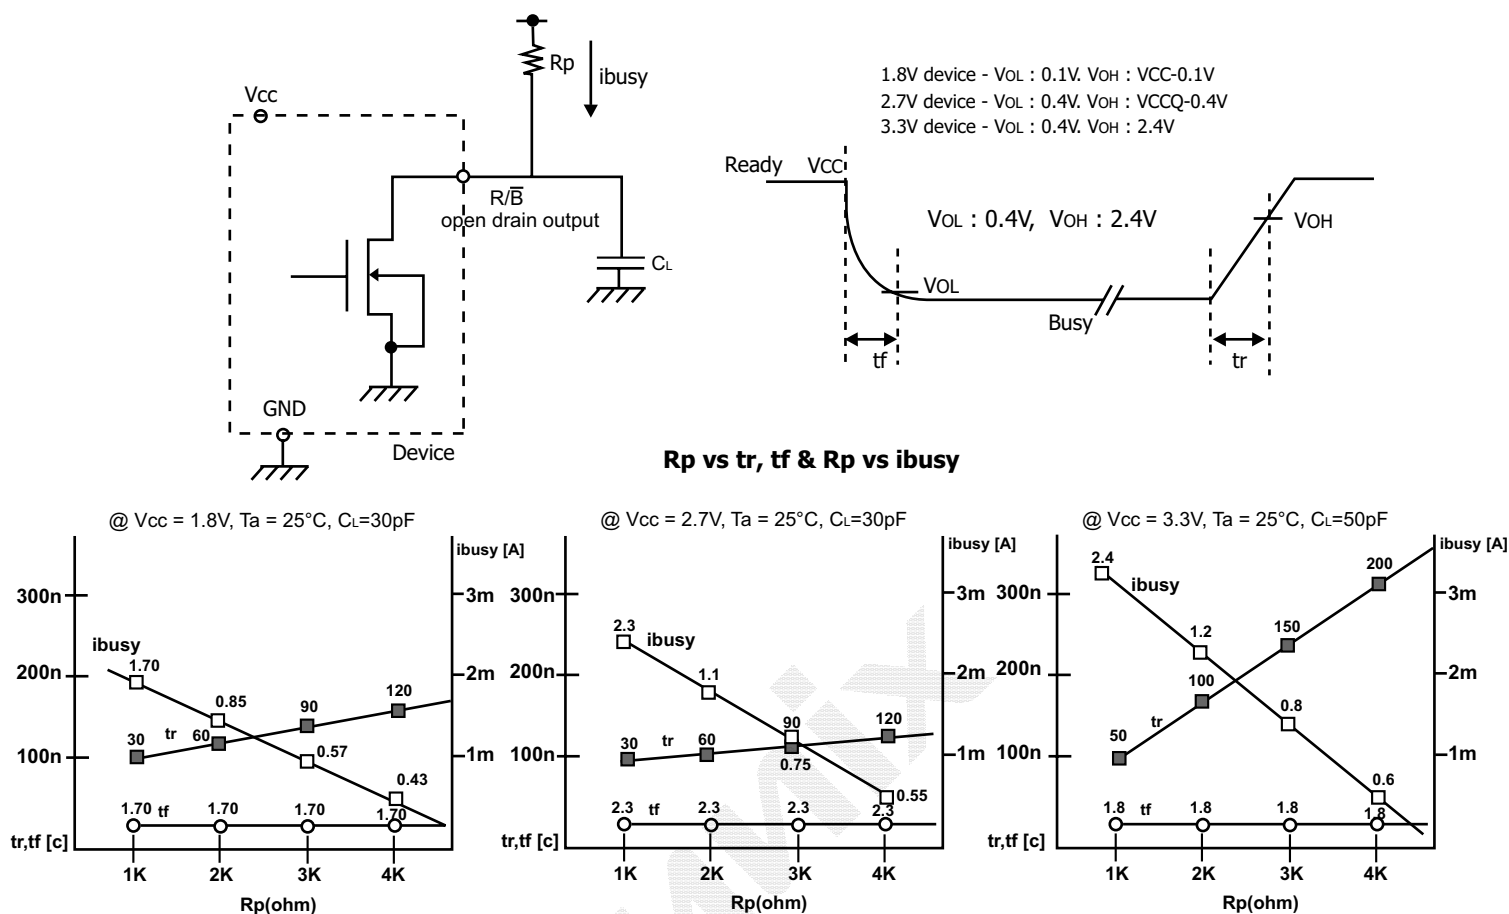 Rp
ibusy
Vcc
R/B̅
open drain output
CL
GND
Device
1.8V device - VOL : 0.1V. VOH : VCC-0.1V
2.7V device - VOL : 0.4V. VOH : VCCQ-0.4V
3.3V device - VOL : 0.4V. VOH : 2.4V
Ready VCC
VOL : 0.4V, VOH : 2.4V
VOH
VOL
Busy
tf
tr
Rp vs tr, tf & Rp vs ibusy
@ Vcc = 1.8V, Ta = 25°C, CL=30pF
ibusy [A]
300n
3m
ibusy
1.70
200n
2m
0.85
90
120
30
tr
60
100n
1m
0.57
0.43
1.70
tf
1.70
1.70
1.70
tr,tf [c]
1K
2K
3K
4K
Rp(ohm)
@ Vcc = 2.7V, Ta = 25°C, CL=30pF
ibusy [A]
300n
3m
2.3
ibusy
200n
2m
1.1
90
120
30
tr
60
100n
1m
0.75
0.55
2.3
tf
2.3
2.3
2.3
tr,tf [c]
1K
2K
3K
4K
Rp(ohm)
@ Vcc = 3.3V, Ta = 25°C, CL=50pF
ibusy [A]
2.4
200
300n
3m
ibusy
1.2
150
200n
2m
100
0.8
50
tr
100n
1m
0.6
1.8
tf
1.8
1.8
1.8
tr,tf [c]
1K
2K
3K
4K
Rp(ohm)